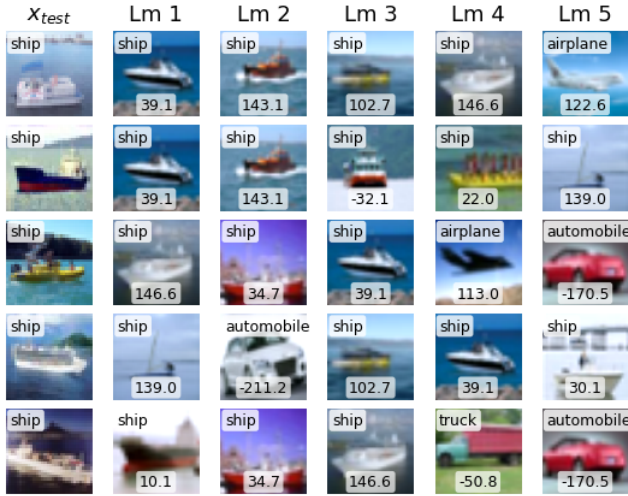 x_test Lm 1 Lm 2 Lm 3 Lm 4 Lm 5
ship ship ship ship ship airplane
39.1 143.1 102.7 146.6 122.6
ship ship ship ship ship ship
39.1 143.1 -32.1 22.0 139.0
ship ship ship ship airplane automobile
146.6 34.7 39.1 113.0 -170.5
ship ship automobile ship ship ship
139.0 -211.2 102.7 39.1 30.1
ship ship ship ship truck automobile
10.1 34.7 146.6 -50.8 -170.5